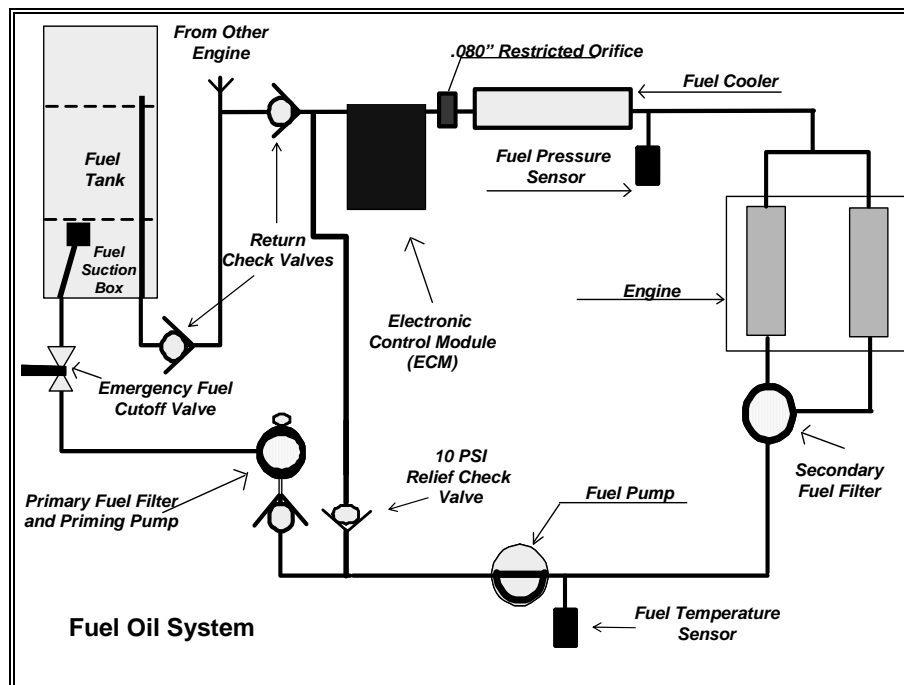 From Other
Engine
.080” Restricted Orifice
Fuel Cooler
Fuel
Tank
Fuel Pressure
Sensor
Fuel
Suction
Box
Return
Check Valves
Engine
Electronic
Control Module
(ECM)
Emergency Fuel
Cutoff Valve
10 PSI
Relief Check
Valve
Secondary
Fuel Filter
Primary Fuel Filter
and Priming Pump
Fuel Pump
Fuel Oil System
Fuel Temperature
Sensor